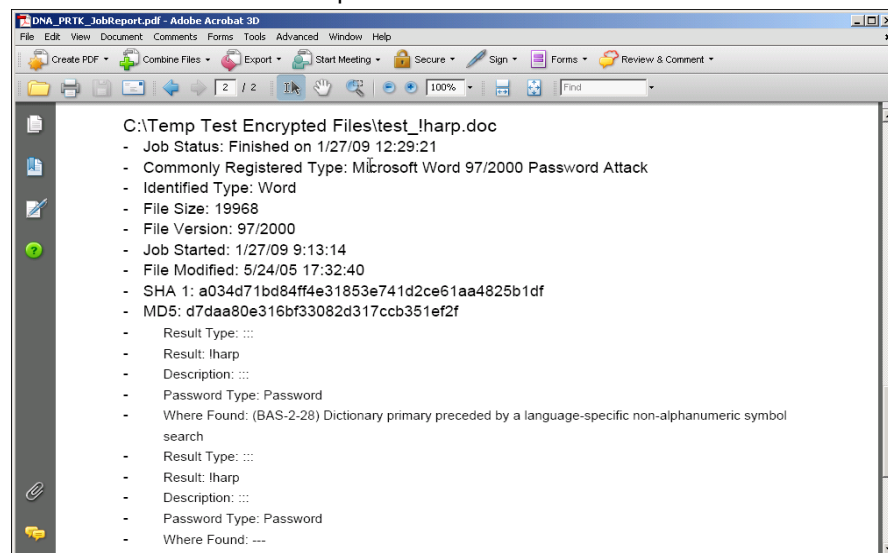 DNA_PRTK_JobReport.pdf - Adobe Acrobat 3D
File Edit View Document Comments Forms Tools Advanced Window Help
Create PDF Combine Files Export Start Meeting Secure Sign Forms Review & Comment
2 / 2 100% Find
C:\Temp Test Encrypted Files\test_!harp.doc
- Job Status: Finished on 1/27/09 12:29:21
- Commonly Registered Type: Microsoft Word 97/2000 Password Attack
- Identified Type: Word
- File Size: 19968
- File Version: 97/2000
- Job Started: 1/27/09 9:13:14
- File Modified: 5/24/05 17:32:40
- SHA 1: a034d71bd84ff4e31853e741d2ce61aa4825b1df
- MD5: d7daa80e316bf33082d317ccb351ef2f
- Result Type: :::
- Result: !harp
- Description: :::
- Password Type: Password
- Where Found: (BAS-2-28) Dictionary primary preceded by a language-specific non-alphanumeric symbol
search
- Result Type: :::
- Result: !harp
- Description: :::
- Password Type: Password
- Where Found: ---